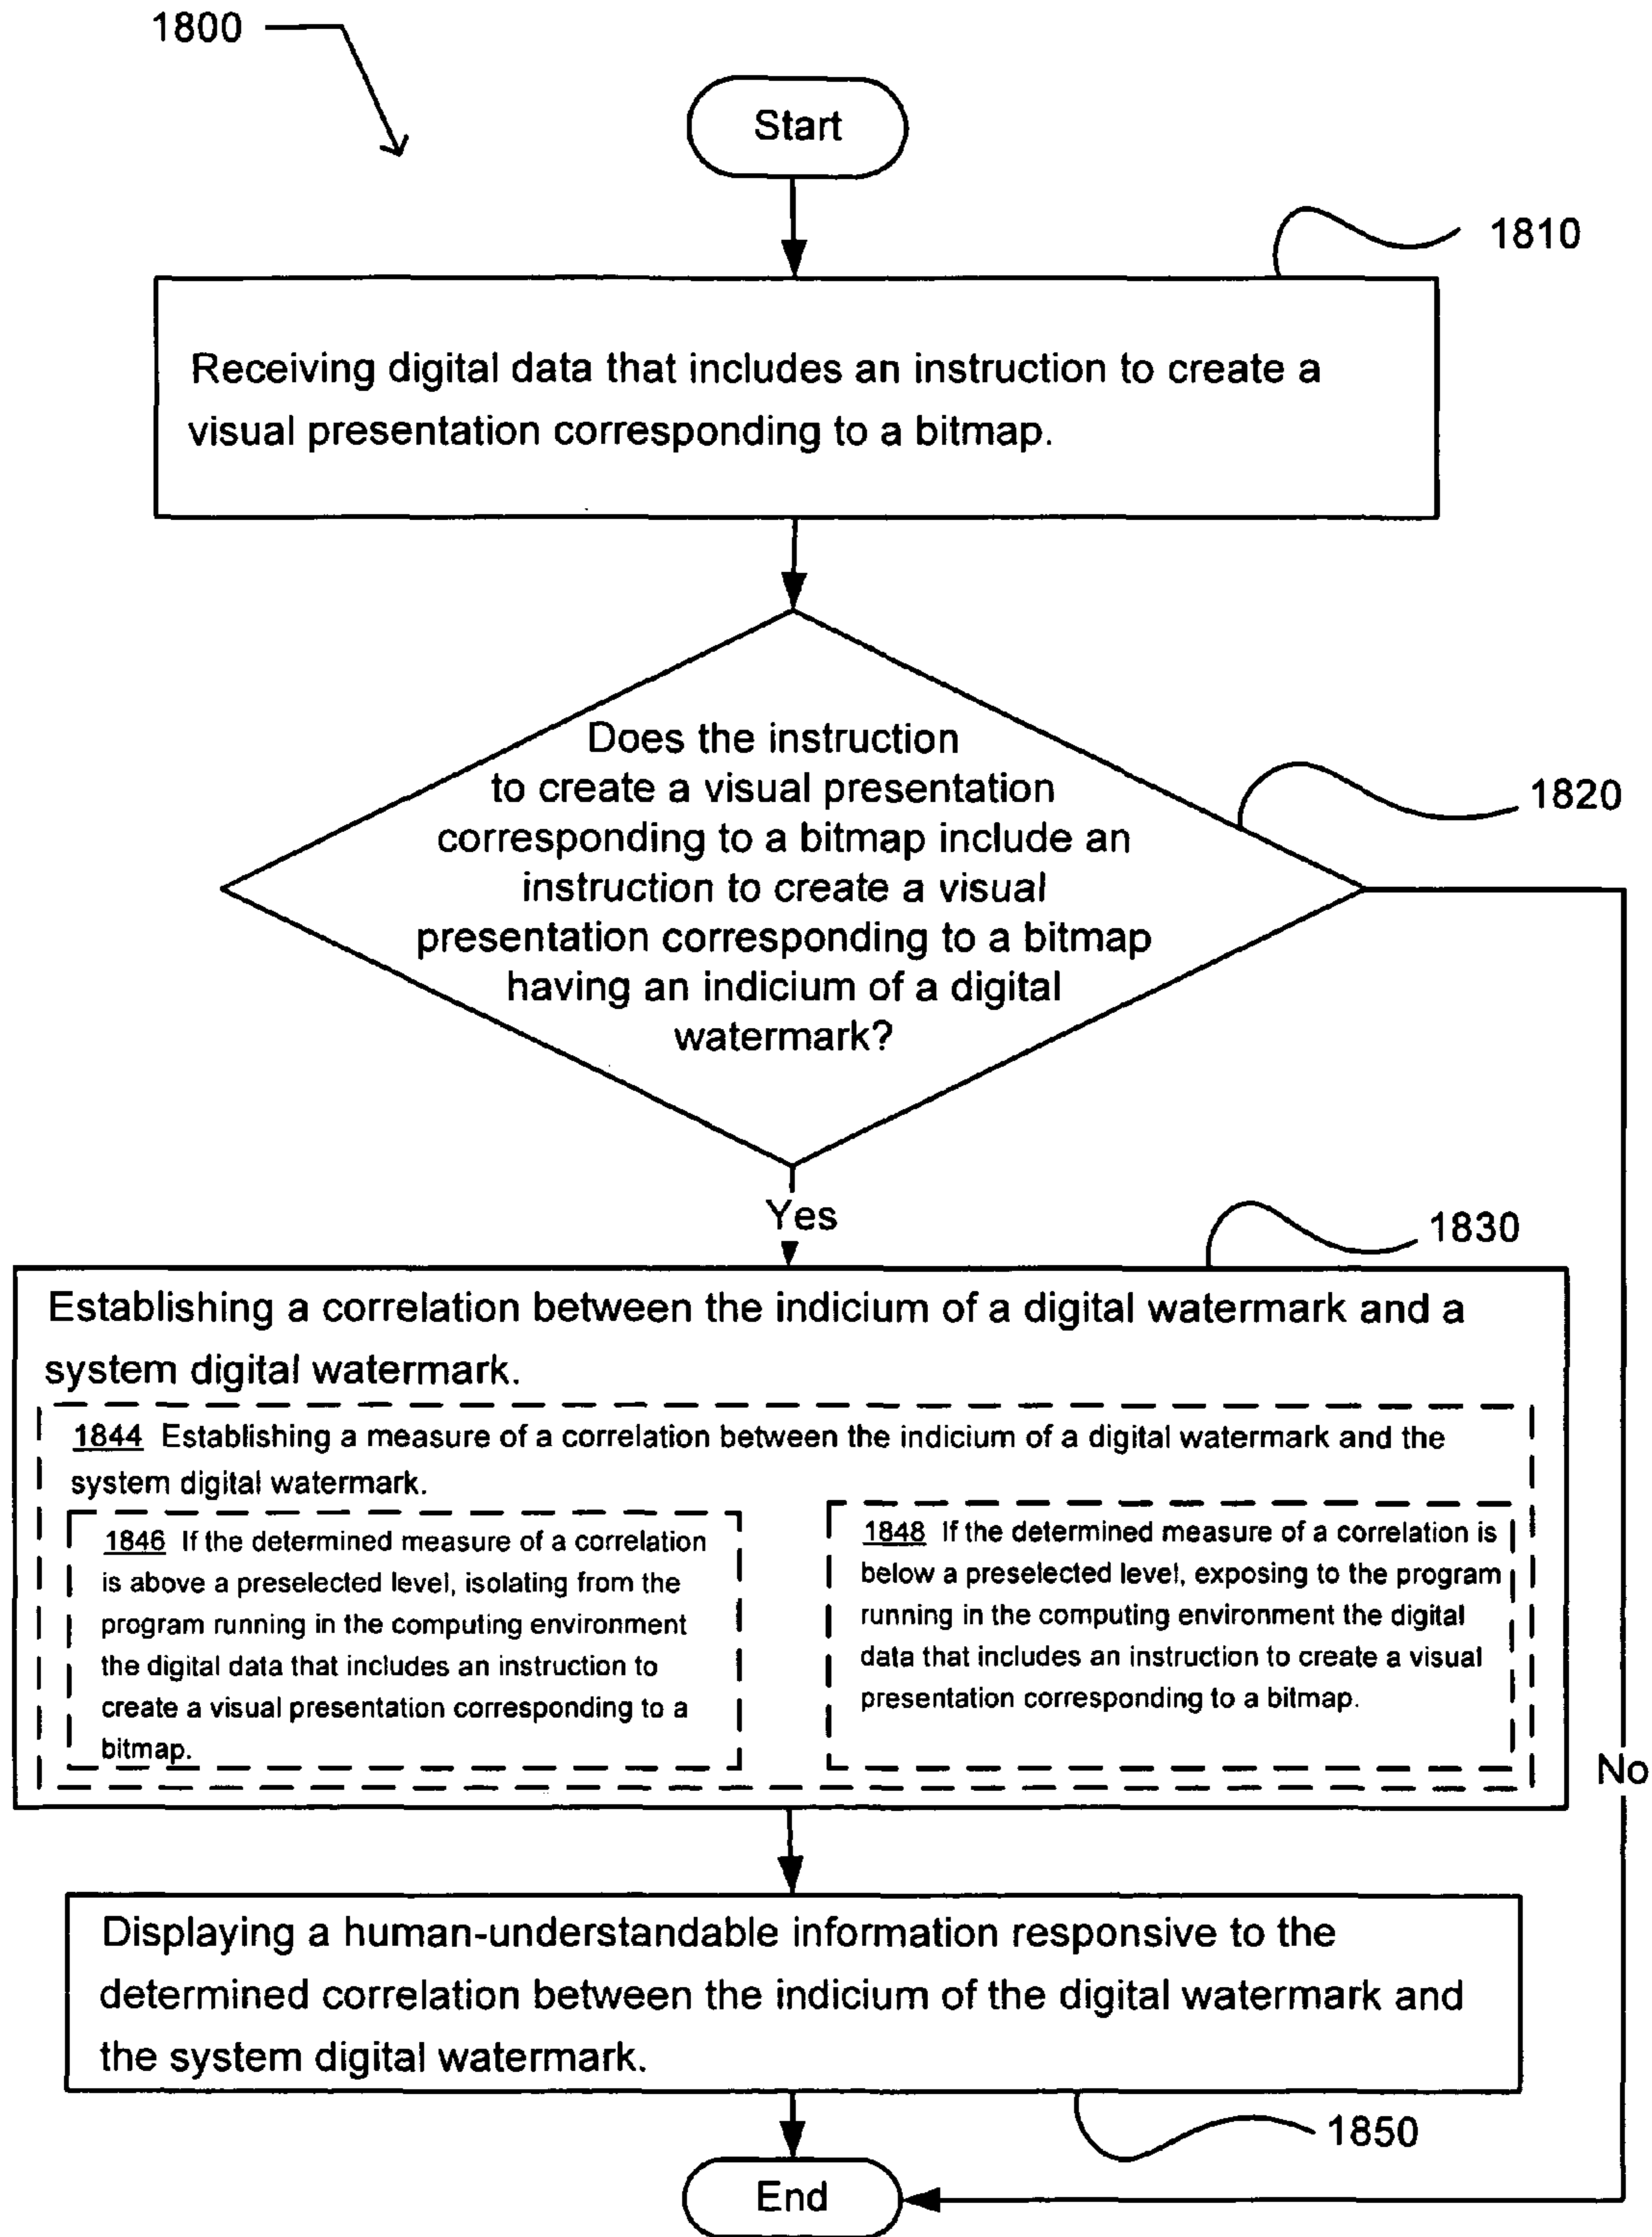 1800
Start
1810
Receiving digital data that includes an instruction to create a
visual presentation corresponding to a bitmap.
Does the instruction
to create a visual presentation
corresponding to a bitmap include an
instruction to create a visual
presentation corresponding to a bitmap
having an indicium of a digital
watermark?
1820
Yes
1830
Establishing a correlation between the indicium of a digital watermark and a
system digital watermark.
1844 Establishing a measure of a correlation between the indicium of a digital watermark and the
system digital watermark.
1846 If the determined measure of a correlation
is above a preselected level, isolating from the
program running in the computing environment
the digital data that includes an instruction to
create a visual presentation corresponding to a
bitmap.
1848 If the determined measure of a correlation is
below a preselected level, exposing to the program
running in the computing environment the digital
data that includes an instruction to create a visual
presentation corresponding to a bitmap.
No
Displaying a human-understandable information responsive to the
determined correlation between the indicium of the digital watermark and
the system digital watermark.
1850
End